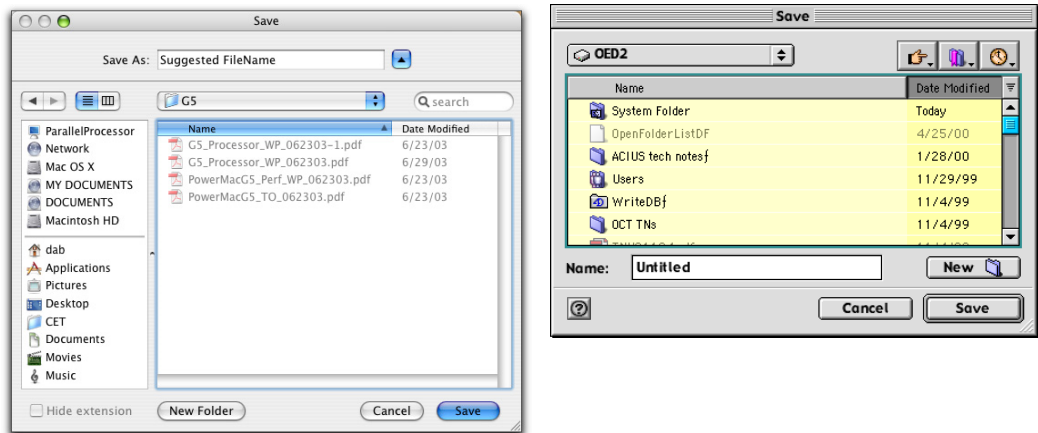 Save
Save As: Suggested FileName
G5
search
ParallelProcessor
Network
Mac OS X
MY DOCUMENTS
DOCUMENTS
Macintosh HD
dab
Applications
Pictures
Desktop
CET
Documents
Movies
Music
Name Date Modified
G5_Processor_WP_062303-1.pdf 6/23/03
G5_Processor_WP_062303.pdf 6/29/03
PowerMacG5_Perf_WP_062303.pdf 6/23/03
PowerMacG5_TO_062303.pdf 6/23/03
Hide extension
New Folder
Cancel
Save
Save
OED2
Name Date Modified
System Folder Today
OpenFolderListDF 4/25/00
ACIUS tech notesƒ 1/28/00
Users 11/29/99
WriteDBƒ 11/4/99
OCT TNs 11/4/99
Name: Untitled
New
?
Cancel
Save